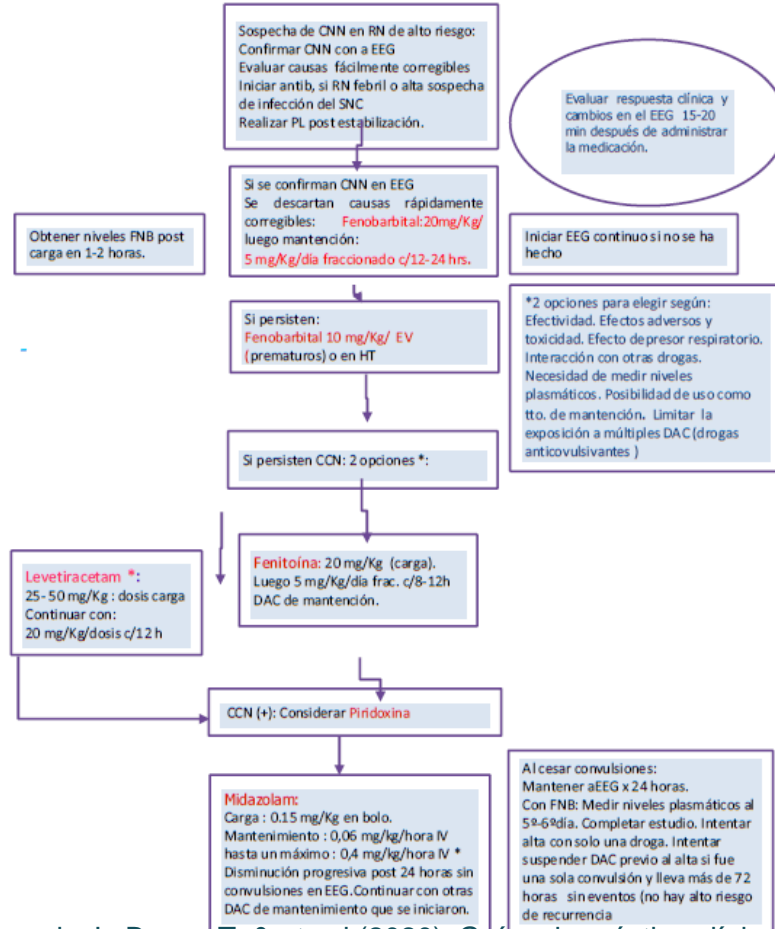 Sospecha de CNN en RN de alto riesgo:
Confirmar CNN con a EEG
Evaluar causas fácilmente corregibles
Iniciar antib, si RN febril o alta sospecha
de infección del SNC
Realizar PL post estabilización.
Evaluar respuesta clínica y
cambios en el EEG 15-20
min después de administrar
la medicación.
Si se confirman CNN en EEG
Se descartan causas rápidamente
corregibles: Fenobarbital:20mg/Kg/
luego mantención:
5 mg/Kg/día fraccionado c/12-24 hrs.
Obtener niveles FNB post
carga en 1-2 horas.
Iniciar EEG continuo si no se ha
hecho
Si persisten:
Fenobarbital 10 mg/Kg/ EV
(prematuros) o en HT
*2 opciones para elegir según:
Efectividad. Efectos adversos y
toxicidad. Efecto depresor respiratorio.
Interacción con otras drogas.
Necesidad de medir niveles
plasmáticos. Posibilidad de uso como
tto. de mantención. Limitar la
exposición a múltiples DAC (drogas
anticovulsivantes )
Si persisten CCN: 2 opciones *:
Levetiracetam *:
25-50 mg/Kg : dosis carga
Continuar con:
20 mg/Kg/dosis c/12 h
Fenitoína: 20 mg/Kg (carga).
Luego 5 mg/Kg/día frac. c/8-12h
DAC de mantención.
CCN (+): Considerar Piridoxina
Midazolam:
Carga : 0.15 mg/Kg en bolo.
Mantenimiento : 0,06 mg/kg/hora IV
hasta un máximo : 0,4 mg/kg/hora IV *
Disminución progresiva post 24 horas sin
convulsiones en EEG.Continuar con otras
DAC de mantenimiento que se iniciaron.
Al cesar convulsiones:
Mantener aEEG x 24 horas.
Con FNB: Medir niveles plasmáticos al
5º-6ºdía. Completar estudio. Intentar
alta con solo una droga. Intentar
suspender DAC previo al alta si fue
una sola convulsión y lleva más de 72
horas sin eventos (no hay alto riesgo
de recurrencia